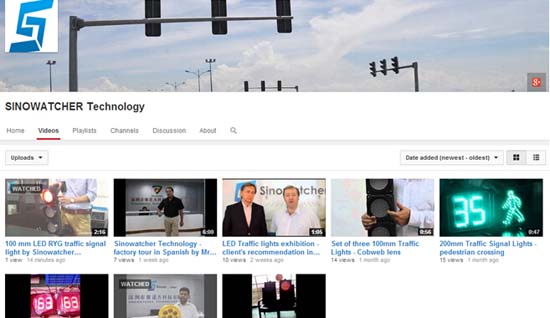 SINOWATCHER Technology
Home Videos Playlists Channels Discussion About
Uploads Date added (newest - oldest)
WATCHED
2:16 6:00 1:05 0:56 0:47
Sinowatcher
35
100 mm LED RYG traffic signal light by Sinowatcher...
1 view · 14 minutes ago
Sinowatcher Technology - factory tour in Spanish by Mr...
7 views · 1 week ago
LED Traffic lights exhibition - client's recommendation in...
10 views · 2 weeks ago
Set of three 100mm Traffic Lights - Cobweb lens
14 views · 1 month ago
200mm Traffic Signal Lights - pedestrian crossing
15 views · 1 month ago
WATCHED